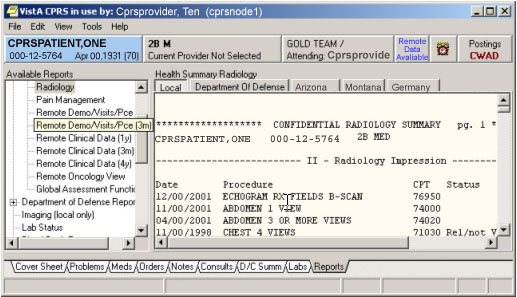 VistA CPRS in use by: Cprsprovider, Ten (cprsnode1)
File Edit View Tools Help
CPRSPATIENT,ONE
000-12-5764 Apr 00,1931 (70)
2B M
Current Provider Not Selected
GOLD TEAM /
Attending: Cprsprovide
Remote
Data
Available
Postings
CWAD
Available Reports
Radiology
Pain Management
Remote Demo/Visits/Pce
Remote Demo/Visits/Pce (3m)
Remote Clinical Data (1y)
Remote Clinical Data (3m)
Remote Clinical Data (4y)
Remote Oncology View
Global Assessment Functic
Department of Defense Repor
Imaging (local only)
Lab Status
Health Summary Radiology
Local Department Of Defense Arizona Montana Germany
****************** CONFIDENTIAL RADIOLOGY SUMMARY pg. 1 *
CPRSPATIENT,ONE 000-12-5764 2B MED
-------------------- II - Radiology Impression --------
Date Procedure CPT Status
12/00/2001 ECHOGRAM RX FIELDS B-SCAN 76950
11/00/2001 ABDOMEN 1 VIEW 74000
04/00/2001 ABDOMEN 3 OR MORE VIEWS 74020
11/00/1998 CHEST 4 VIEWS 71030 Rel/not V
Cover Sheet Problems Meds Orders Notes Consults D/C Summ Labs Reports